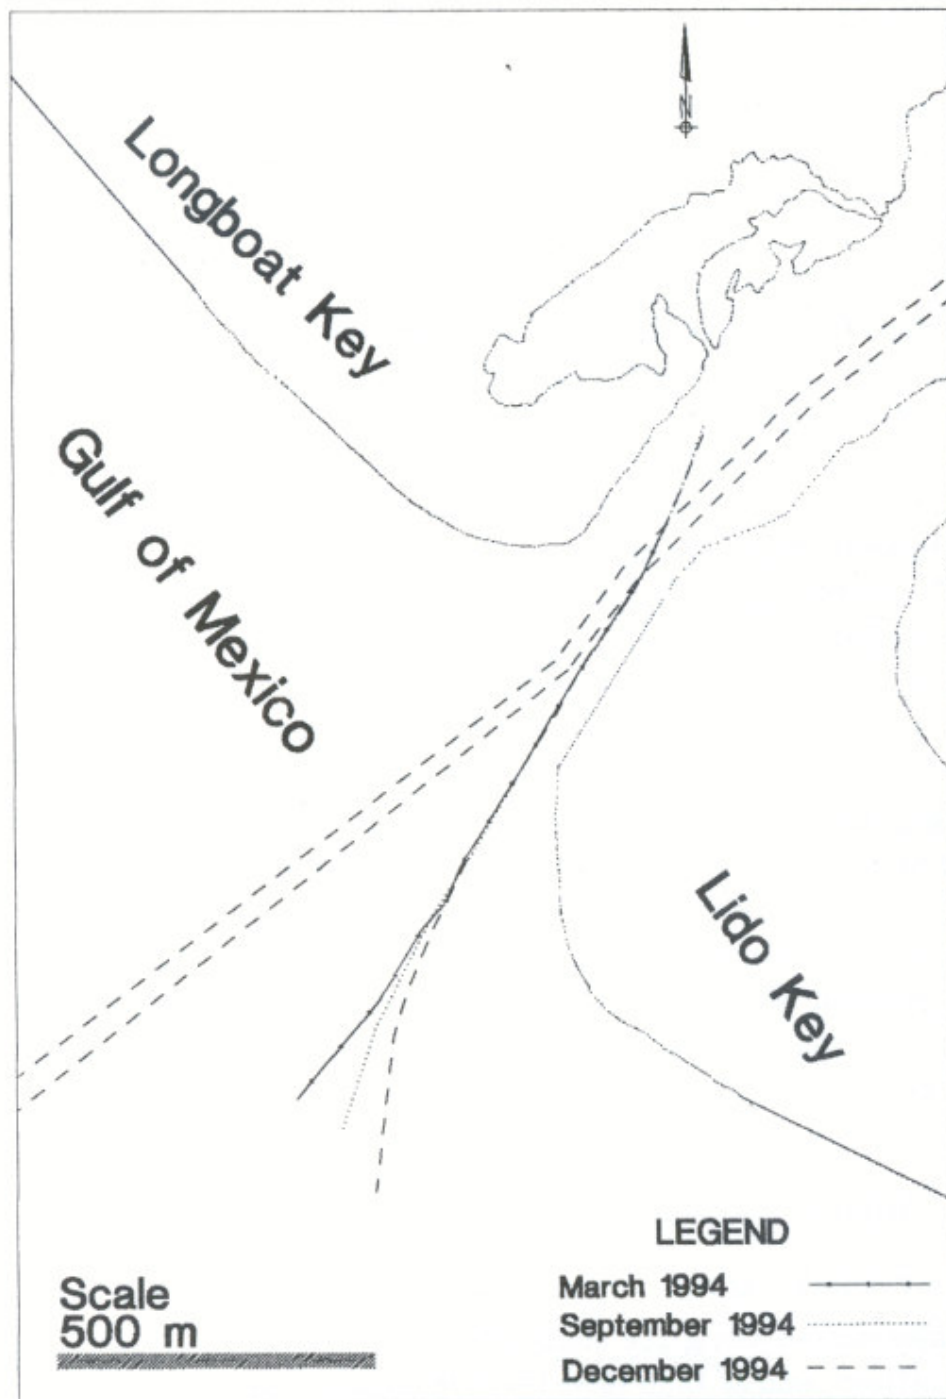 N
Longboat Key
Gulf of Mexico
Lido Key
LEGEND
March 1994
September 1994
December 1994
Scale
500 m